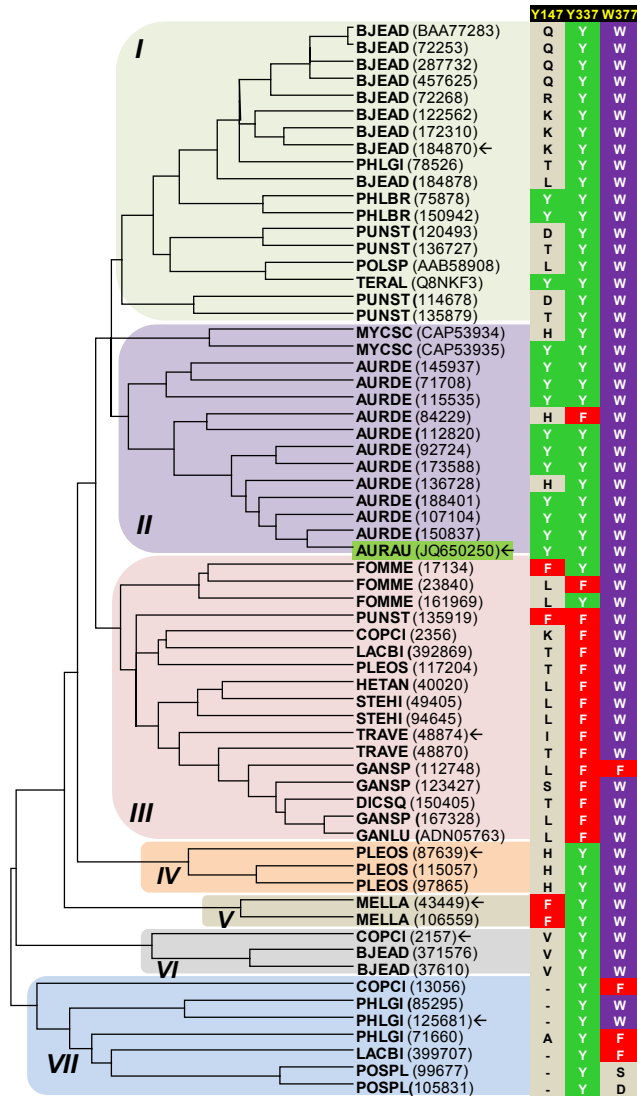 Y147 Y337 W377
I
BJEAD (BAA77283) Q Y W
BJEAD (72253) Q Y W
BJEAD (287732) Q Y W
BJEAD (457625) Q Y W
BJEAD (72268) R Y W
BJEAD (122562) K Y W
BJEAD (172310) K Y W
BJEAD (184870)← K Y W
PHLGI (78526) T Y W
BJEAD (184878) L Y W
PHLBR (75878) Y Y W
PHLBR (150942) Y Y W
PUNST (120493) D Y W
PUNST (136727) T Y W
POLSP (AAB58908) L Y W
TERAL (Q8NKF3) Y Y W
PUNST (114678) D Y W
PUNST (135879) T Y W
MYCSC (CAP53934) H Y W
MYCSC (CAP53935) Y Y W
AURDE (145937) Y Y W
AURDE (71708) Y Y W
AURDE (115535) Y Y W
AURDE (84229) H F W
AURDE (112820) Y Y W
AURDE (92724) Y Y W
AURDE (173588) Y Y W
AURDE (136728) H Y W
AURDE (188401) Y Y W
AURDE (107104) Y Y W
II
AURDE (150837) Y Y W
AURAU (JQ650250)← Y Y W
FOMME (17134) F Y W
FOMME (23840) L F W
FOMME (161969) L Y W
PUNST (135919) F F W
COPCI (2356) K F W
LACBI (392869) T F W
PLEOS (117204) T F W
HETAN (40020) L F W
STEHI (49405) L F W
STEHI (94645) L F W
TRAVE (48874)← I F W
TRAVE (48870) T F W
GANSP (112748) L F F
GANSP (123427) S F W
III
DICSQ (150405) T F W
GANSP (167328) L F W
GANLU (ADN05763) L F W
PLEOS (87639)← H Y W
IV
PLEOS (115057) H Y W
PLEOS (97865) H Y W
MELLA (43449)← F Y W
V
MELLA (106559) F Y W
COPCI (2157)← V Y W
VI
BJEAD (371576) V Y W
BJEAD (37610) V Y W
COPCI (13056) - Y F
PHLGI (85295) - Y W
PHLGI (125681)← - Y W
VII
PHLGI (71660) A Y F
LACBI (399707) - Y F
POSPL (99677) - Y S
POSPL(105831) - Y D